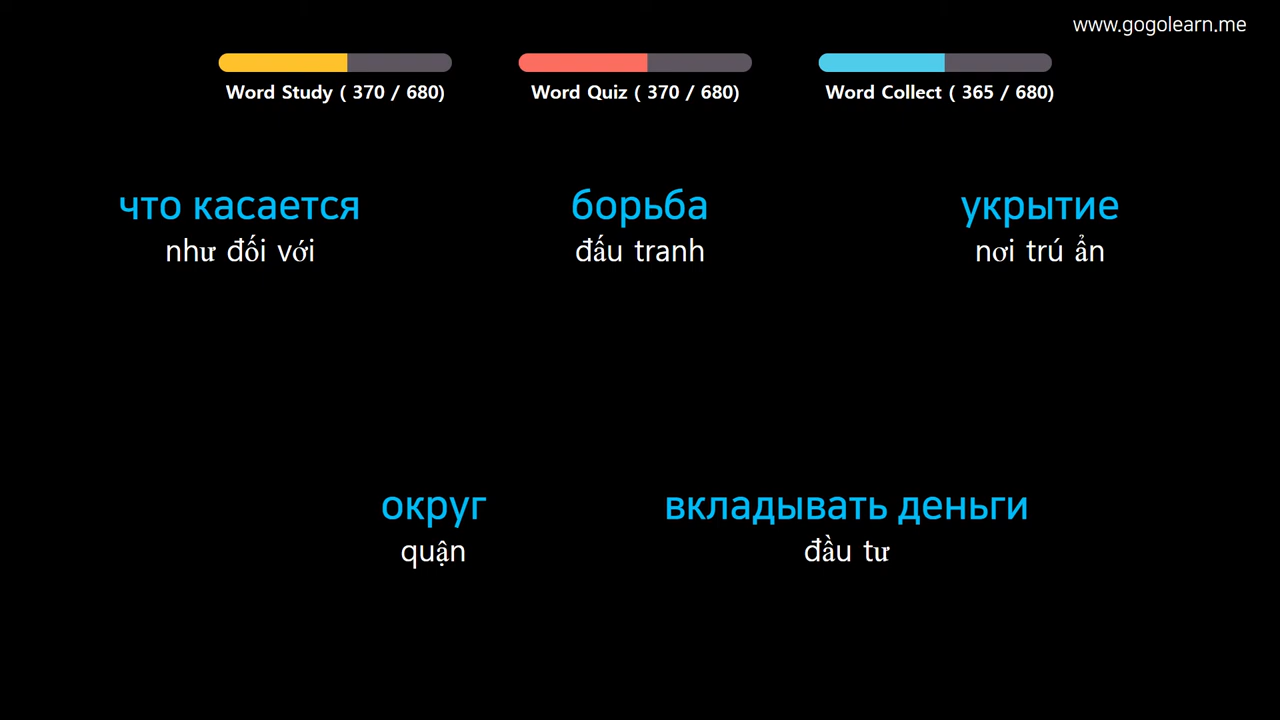 www.gogolearn.me
Word Study ( 370 / 680)
Word Quiz ( 370 / 680)
Word Collect ( 365 / 680)
что касается
như đối với
борьба
đấu tranh
укрытие
nơi trú ẩn
округ
quận
вкладывать деньги
đầu tư